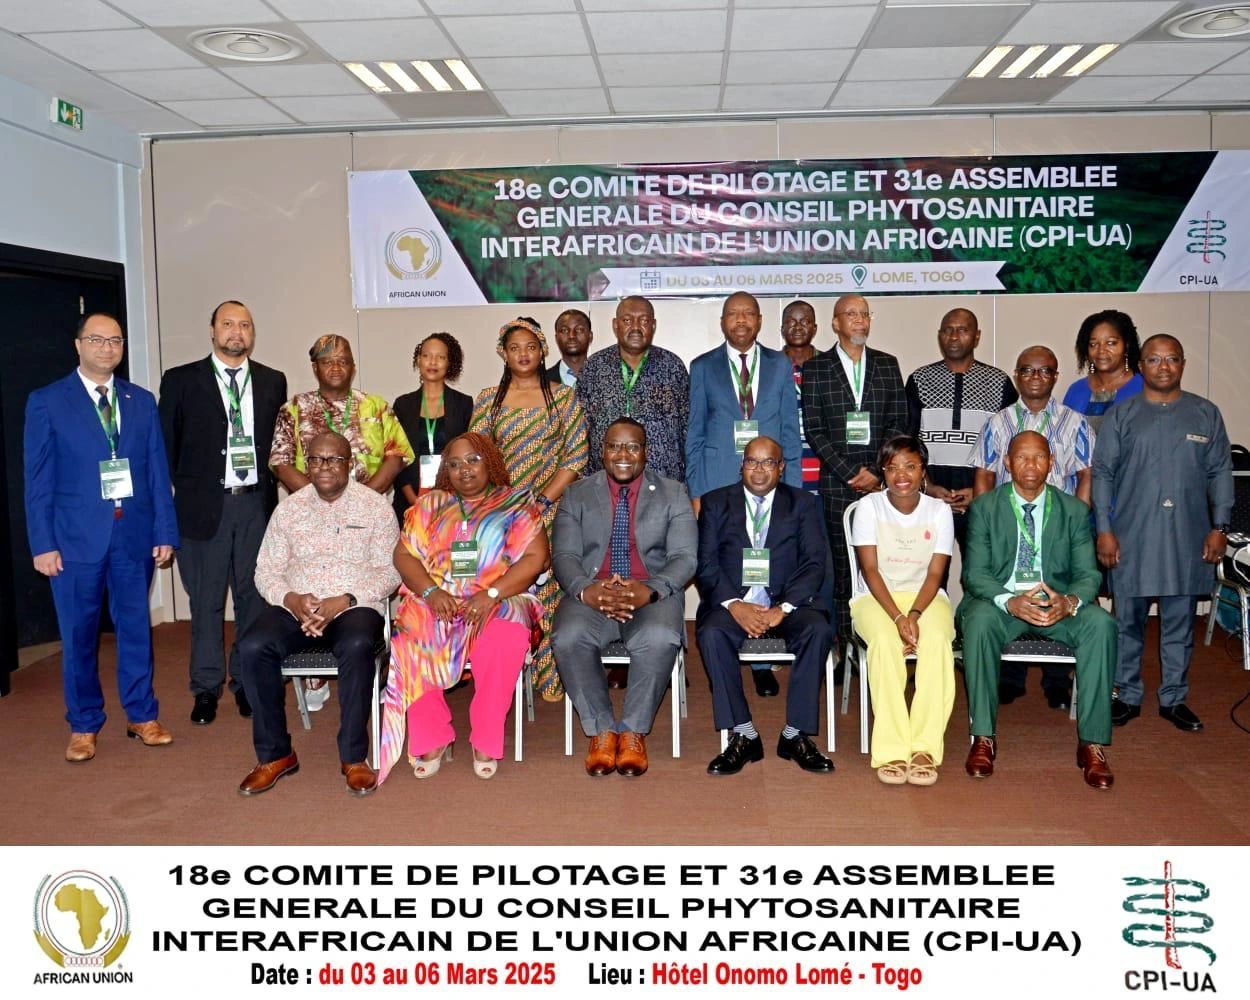 18e COMITE DE PILOTAGE ET 31e ASSEMBLEE
GENERALE DU CONSEIL PHYTOSANITAIRE
INTERAFRICAIN DE L'UNION AFRICAINE (CPI-UA)
DU 03 AU 06 MARS 2025 LOME, TOGO
AFRICAN UNION
CPI-UA
18e COMITE DE PILOTAGE ET 31e ASSEMBLEE
GENERALE DU CONSEIL PHYTOSANITAIRE
INTERAFRICAIN DE L'UNION AFRICAINE (CPI-UA)
Date : du 03 au 06 Mars 2025 Lieu : Hôtel Onomo Lomé - Togo
AFRICAN UNION
CPI-UA